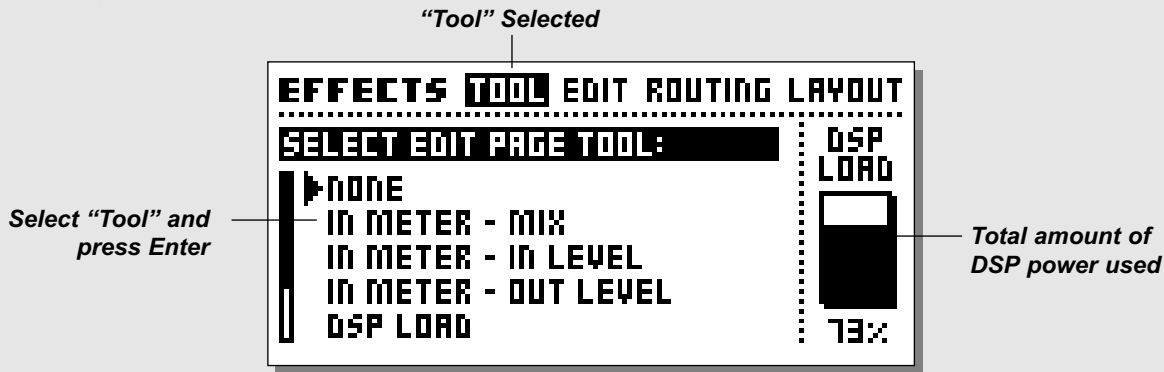 “Tool” Selected
EFFECTS TOOL EDIT ROUTING LAYOUT
SELECT EDIT PAGE TOOL:
NONE
IN METER - MIX
IN METER - IN LEVEL
IN METER - OUT LEVEL
DSP LOAD
DSP
LOAD
73%
Select “Tool” and
press Enter
Total amount of
DSP power used